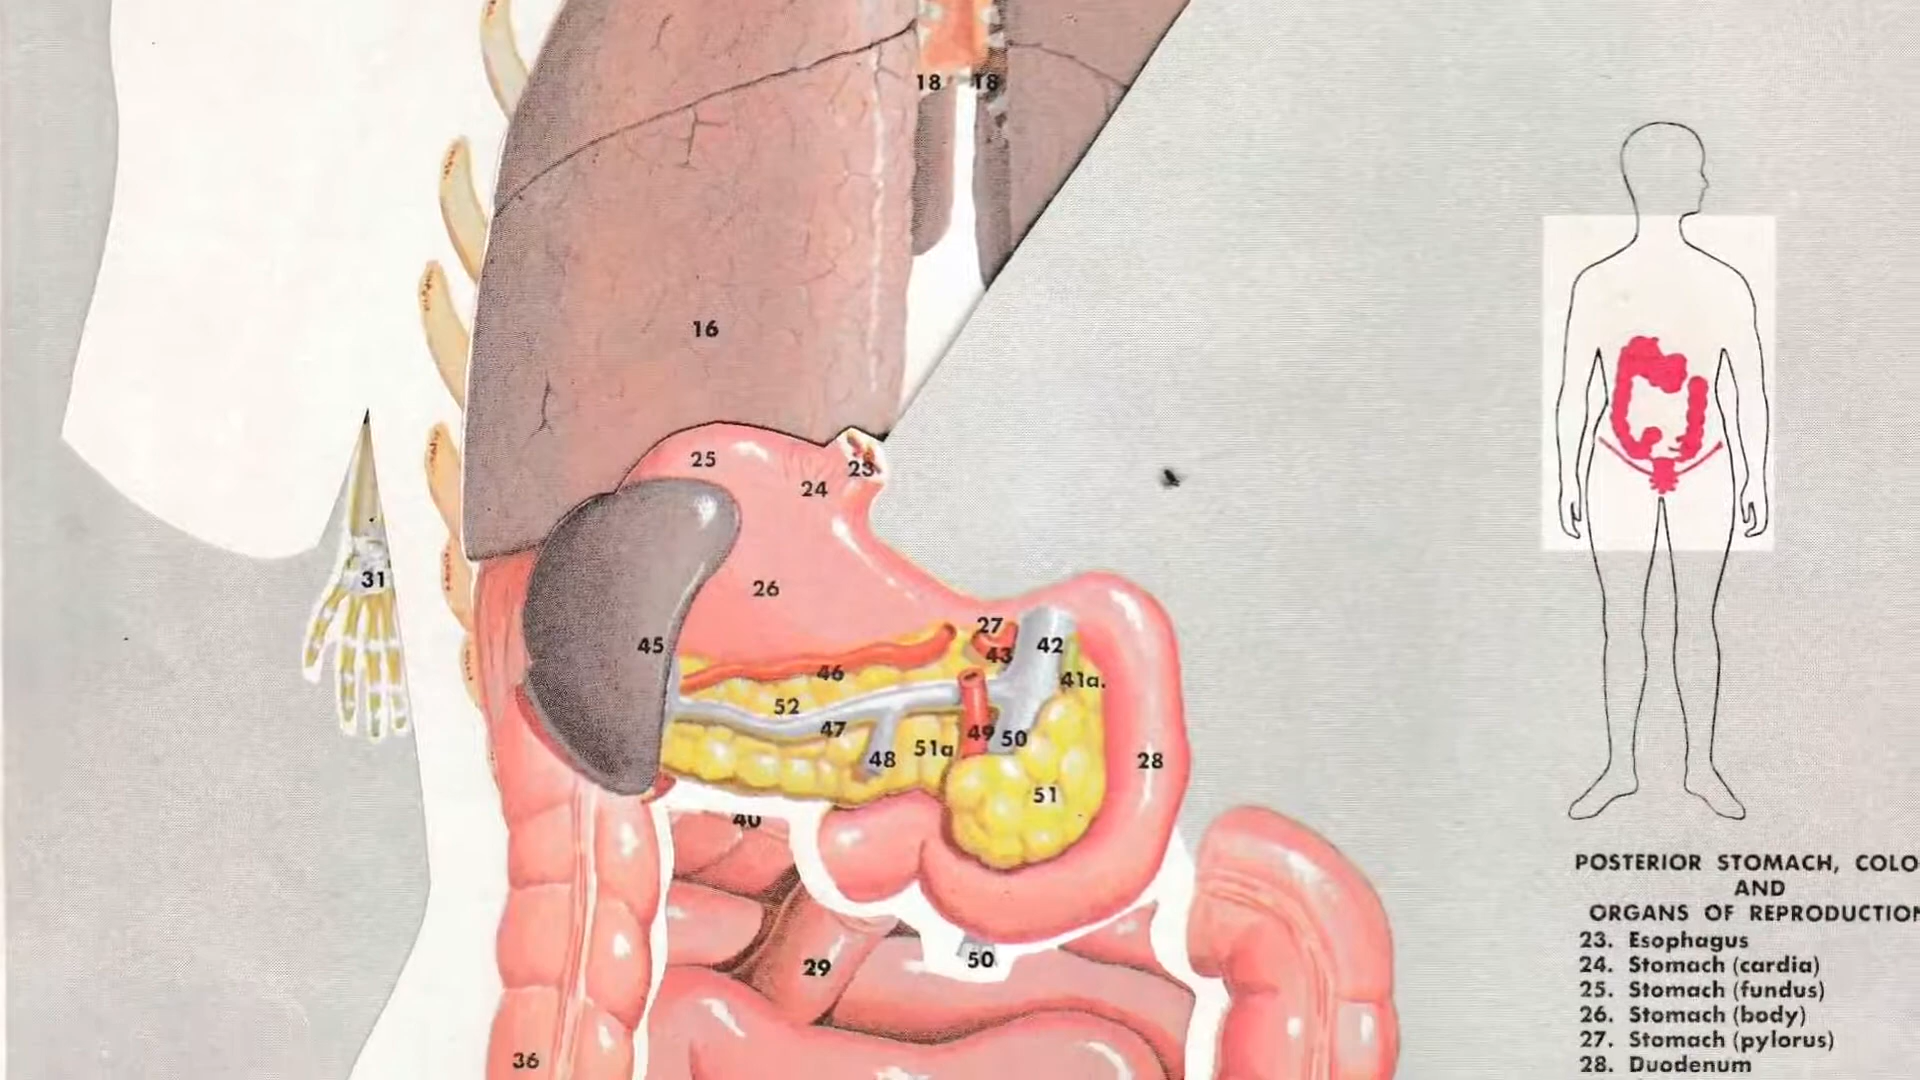 18 18
16
25
23
24
31
26
27
45
42
43
46
41a.
52
47
49
50
51a
48
28
51
40
29
50
36
POSTERIOR STOMACH, COLO
AND
ORGANS OF REPRODUCTION
23. Esophagus
24. Stomach (cardia)
25. Stomach (fundus)
26. Stomach (body)
27. Stomach (pylorus)
28. Duodenum